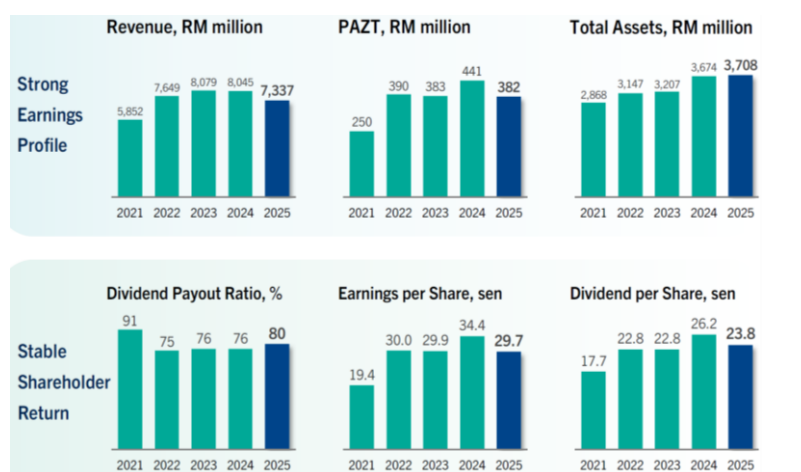 Revenue, RM million
PAZT, RM million
Total Assets, RM million
Strong
Earnings
Profile
5,852
7,649
8,079
8,045
7,337
2021 2022 2023 2024 2025
250
390
383
441
382
2021 2022 2023 2024 2025
2,868
3,147
3,207
3,674
3,708
2021 2022 2023 2024 2025
Dividend Payout Ratio, %
Earnings per Share, sen
Dividend per Share, sen
Stable
Shareholder
Return
91
75
76
76
80
2021 2022 2023 2024 2025
19.4
30.0
29.9
34.4
29.7
2021 2022 2023 2024 2025
17.7
22.8
22.8
26.2
23.8
2021 2022 2023 2024 2025